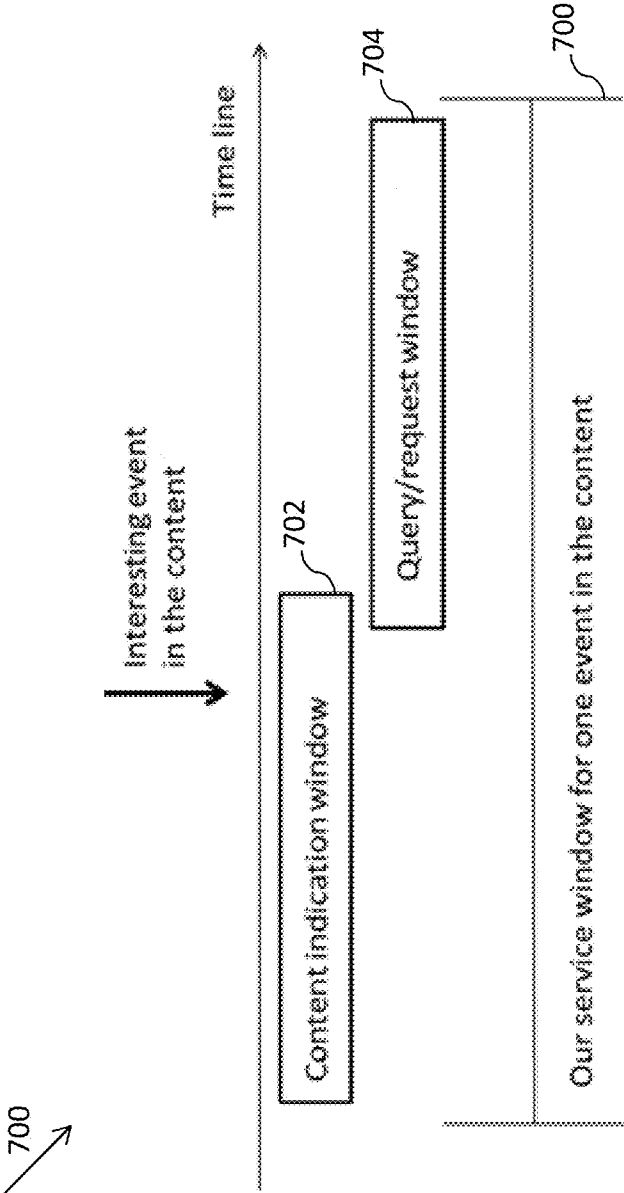 700
Interesting event
in the content
Time line
702
Content indication window
704
Query/request window
700
Our service window for one event in the content